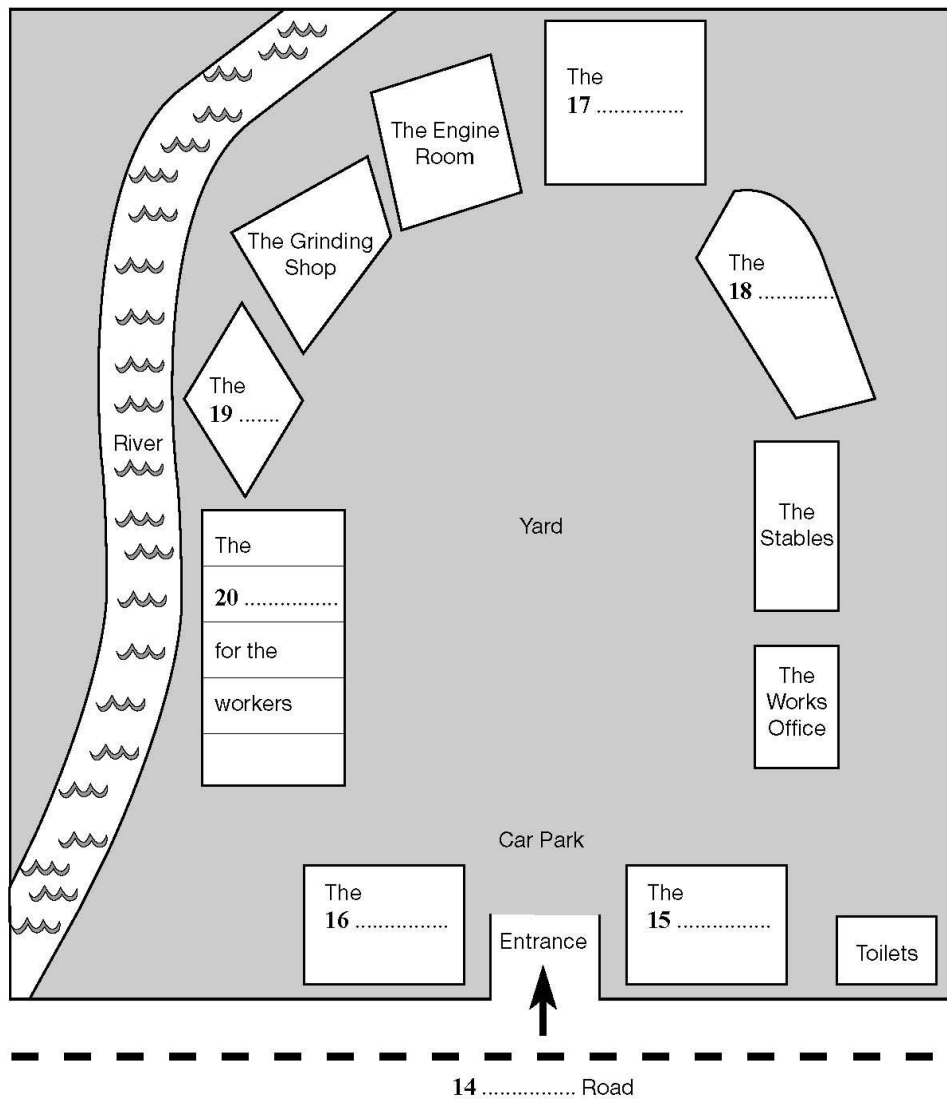 The
17 ...................
The Engine
Room
The Grinding
Shop
The
18 .............
The
19 .......
River
The
20 ................
for the
workers
Yard
The
Stables
The
Works
Office
Car Park
The
16 ..................
Entrance
The
15 ..................
Toilets
14 ................ Road